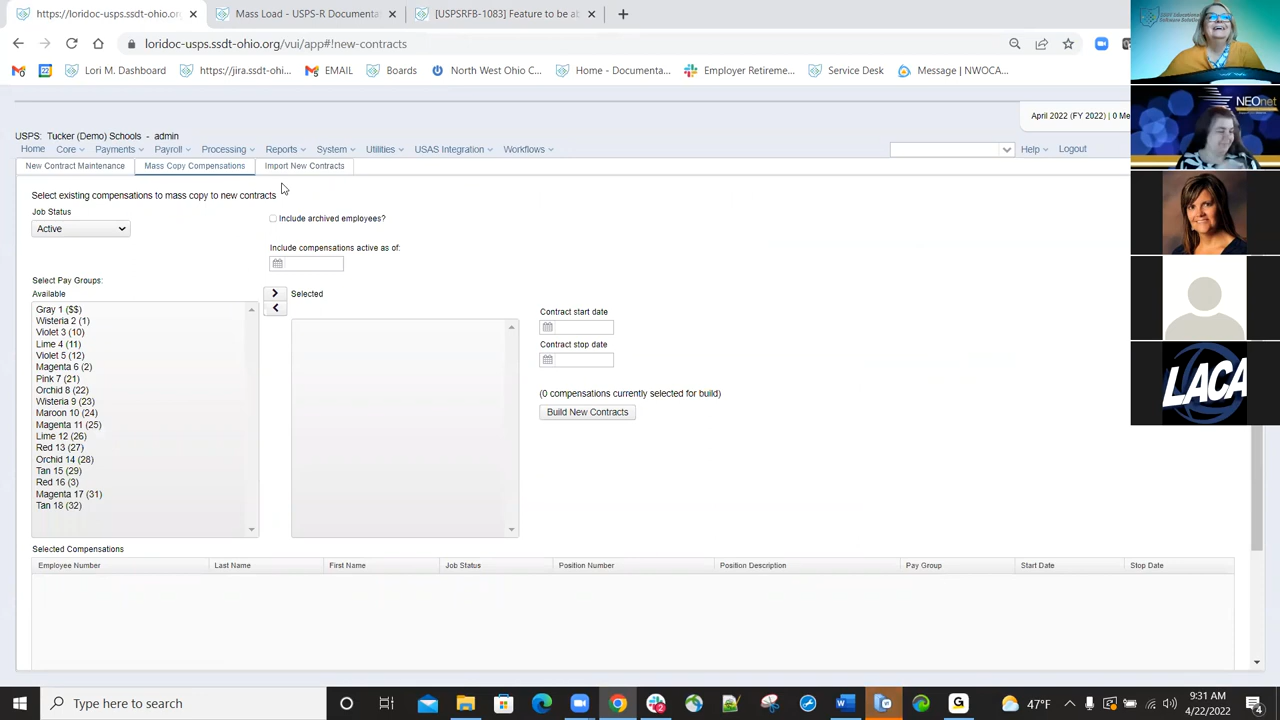 https://loridoc-usps.ssdt-ohio.org
Mass Load - USPS-R Documenta
Failure to be a
loridoc-usps.ssdt-ohio.org/vui/app#!new-contracts
Lori M. Dashboard
https://jira.ssdt-ohi...
EMAIL
Boards
North West Ohio Co...
Home - Documenta...
Employer Retireme...
Service Desk
Messages, NWOCA...
USPS: Tucker (Demo) Schools - admin
April 2022 (FY 2022) | 0 Me
Home Core Payments Payroll Processing Reports System Utilities USAS Integration Workflows Help Logout
New Contract Maintenance Mass Copy Compensations Import New Contracts
Select existing compensations to mass copy to new contracts
Job Status
Include archived employees?
Active
Include compensations active as of:
Select Pay Groups:
Available
Selected
Gray 1 ($$)
Wisteria 2 (1)
Violet 3 (10)
Lime 4 (11)
Violet 5 (12)
Magenta 6 (2)
Pink 7 (21)
Orchid 8 (22)
Wisteria 9 (23)
Maroon 10 (24)
Magenta 11 (25)
Lime 12 (26)
Red 13 (27)
Orchid 14 (28)
Tan 15 (29)
Red 16 (3)
Magenta 17 (31)
Tan 18 (32)
Contract start date
Contract stop date
(0 compensations currently selected for build)
Build New Contracts
Selected Compensations
Employee Number Last Name First Name Job Status Position Number Position Description Pay Group Start Date Stop Date
NEOnet
LACA
Type here to search
47°F
9:31 AM
4/22/2022
4